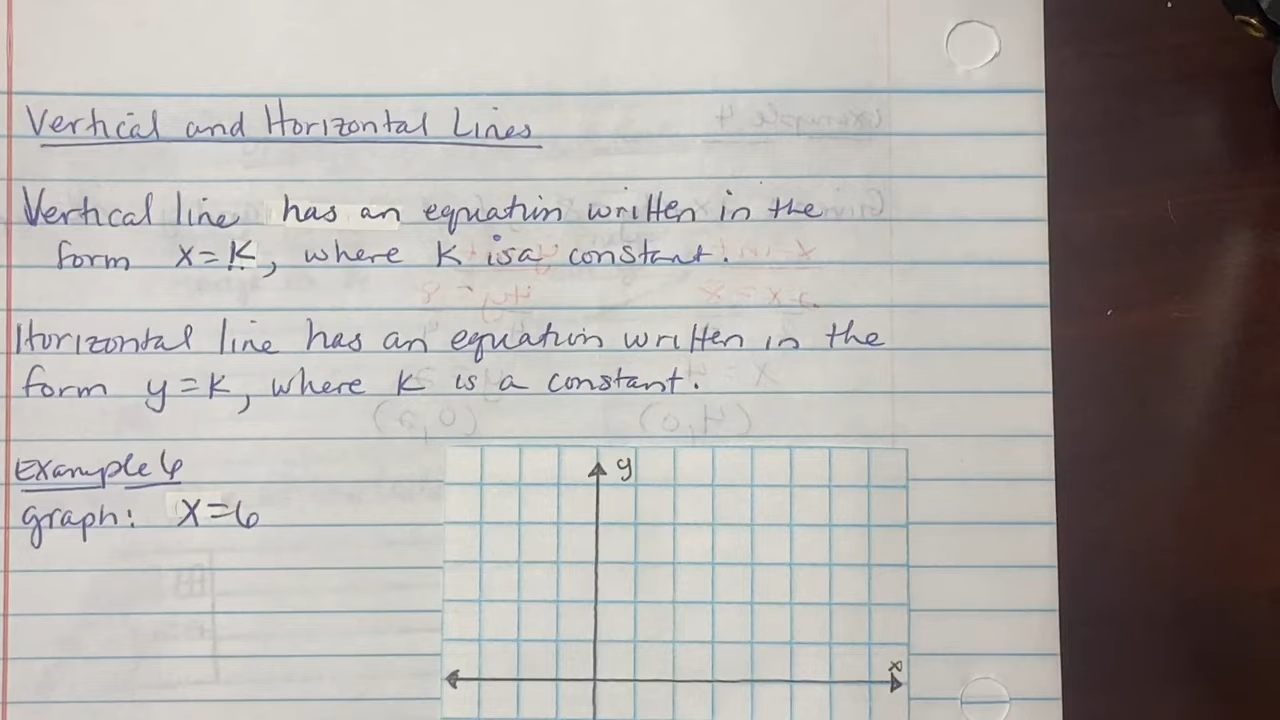 Vertical and Horizontal Lines
Vertical line has an equation written in the
form x=K, where K is a constant.
Horizontal line has an equation written in the
form y=K, where K is a constant.
Example 6
graph: X=6
y
x